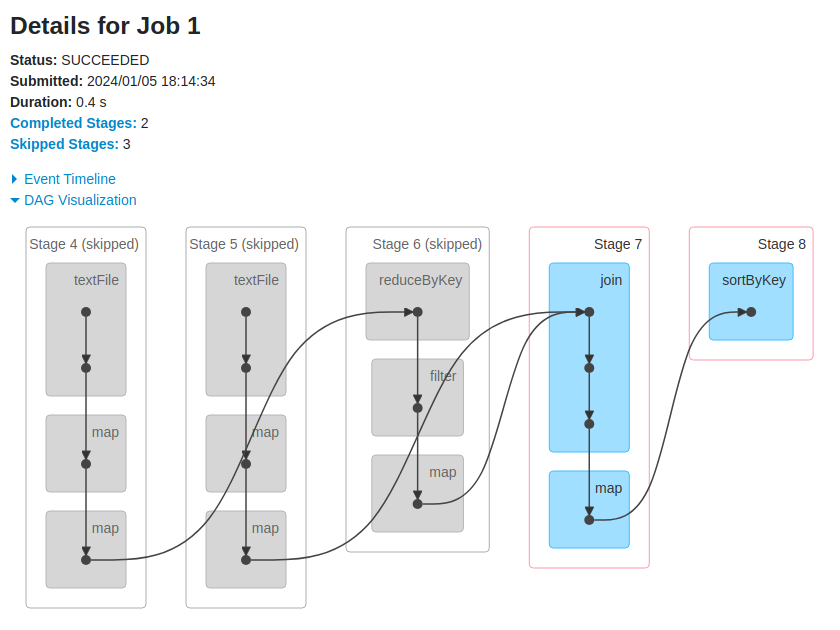 Details for Job 1
Status: SUCCEEDED
Submitted: 2024/01/05 18:14:34
Duration: 0.4 s
Completed Stages: 2
Skipped Stages: 3
Event Timeline
DAG Visualization
Stage 4 (skipped)
textFile
map
map
Stage 5 (skipped)
textFile
map
map
Stage 6 (skipped)
reduceByKey
filter
map
Stage 7
join
map
Stage 8
sortByKey